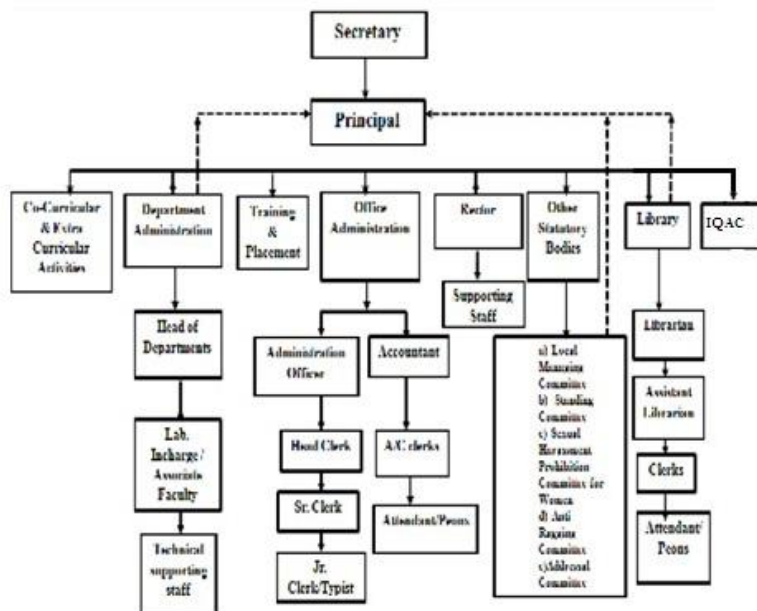 Secretary
Principal
Co-Curricular
& Extra
Curricular
Activities
Department
Administration
Training
&
Placement
Office
Administration
Rector
Other
Statutory
Bodies
Library
IQAC
Supporting
Staff
Head of
Departments
Administration
Officer
Accountant
a) Local
Committee
b) Standing
Committee
c) Sexual
Harrasment
Prohibition
Committee for
Women
d) Anti
Ragging
Committee
Committee
Librarian
Assistant
Librarian
Lab.
Incharge /
Associate
Faculty
Head Clerk
A/C clerks
Clerks
Sr. Clerk
Attendant/Peons
Attendant/
Peons
Technical
supporting
staff
Jr.
Clerk/Typist